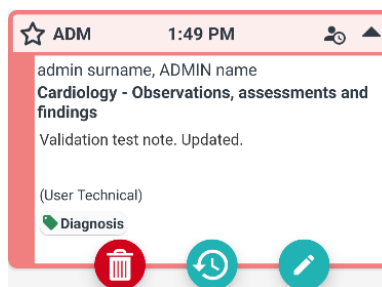 ADM 1:49 PM
admin surname, ADMIN name
Cardiology - Observations, assessments and
findings
Validation test note. Updated.
(User Technical)
Diagnosis